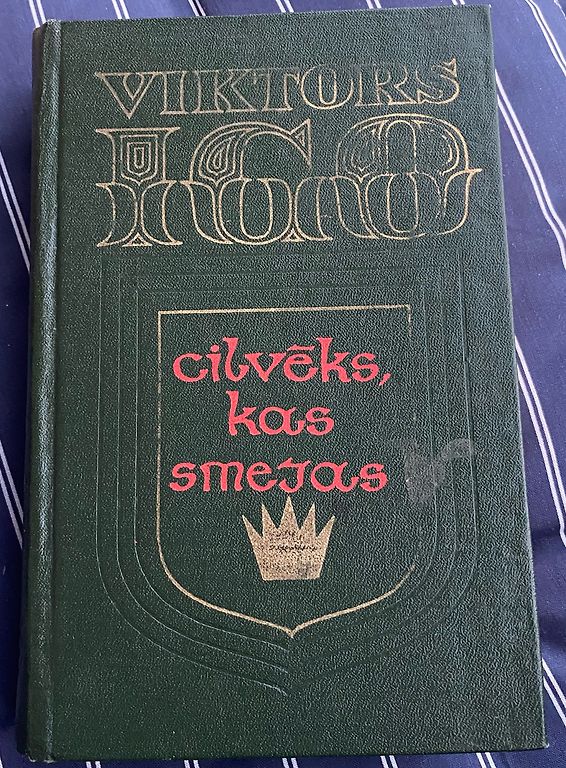 VIKTORS
IGO
cilvēks,
kas
smejas